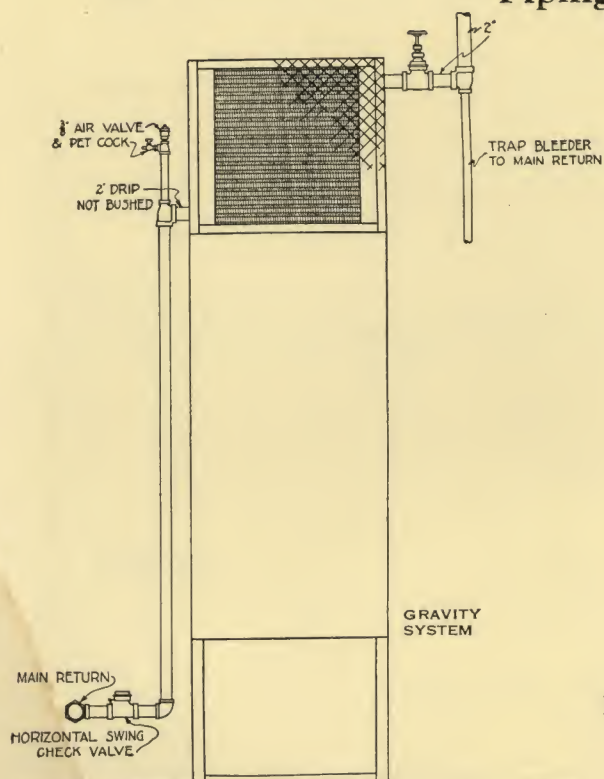 Piping
2"
⅜" AIR VALVE
& PET COCK
TRAP BLEEDER
TO MAIN RETURN
2" DRIP
NOT BUSHED
GRAVITY
SYSTEM
MAIN RETURN
HORIZONTAL SWING
CHECK VALVE